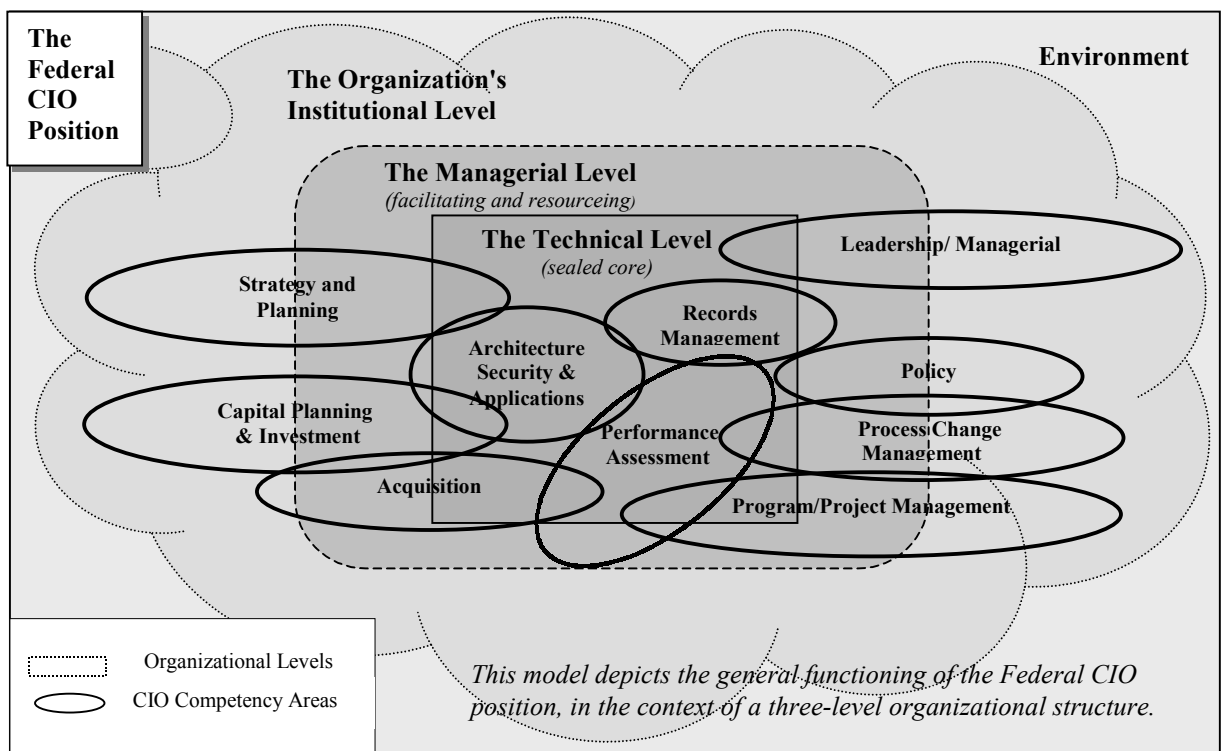 The
Federal
CIO
Position
Environment
The Organization's
Institutional Level
The Managerial Level
(facilitating and resourceing)
The Technical Level
(sealed core)
Leadership/ Managerial
Strategy and
Planning
Records
Management
Architecture
Security &
Applications
Policy
Capital Planning
& Investment
Performance
Assessment
Process Change
Management
Acquisition
Program/Project Management
Organizational Levels
CIO Competency Areas
This model depicts the general functioning of the Federal CIO
position, in the context of a three-level organizational structure.